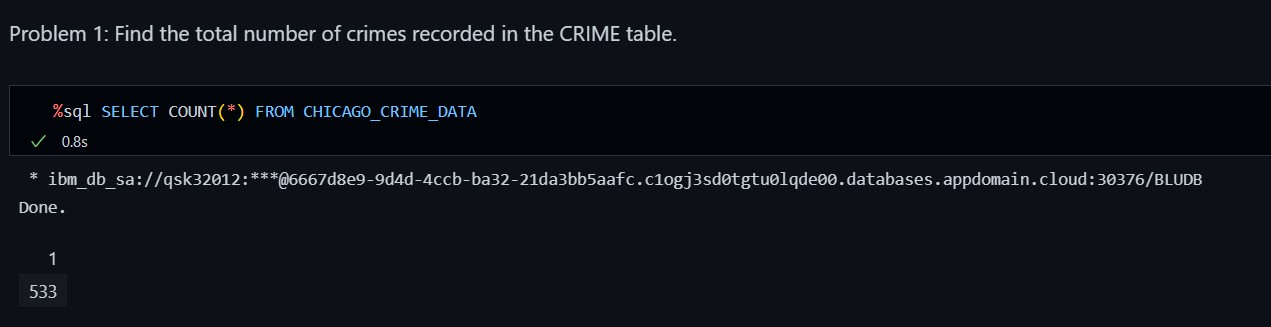 Problem 1: Find the total number of crimes recorded in the CRIME table.
%sql SELECT COUNT(*) FROM CHICAGO_CRIME_DATA
0.8s
* ibm_db_sa://qsk32012:***@6667d8e9-9d4d-4ccb-ba32-21da3bb5aafc.c1ogj3sd0tgtu0lqde00.databases.appdomain.cloud:30376/BLUDB
Done.
1
533